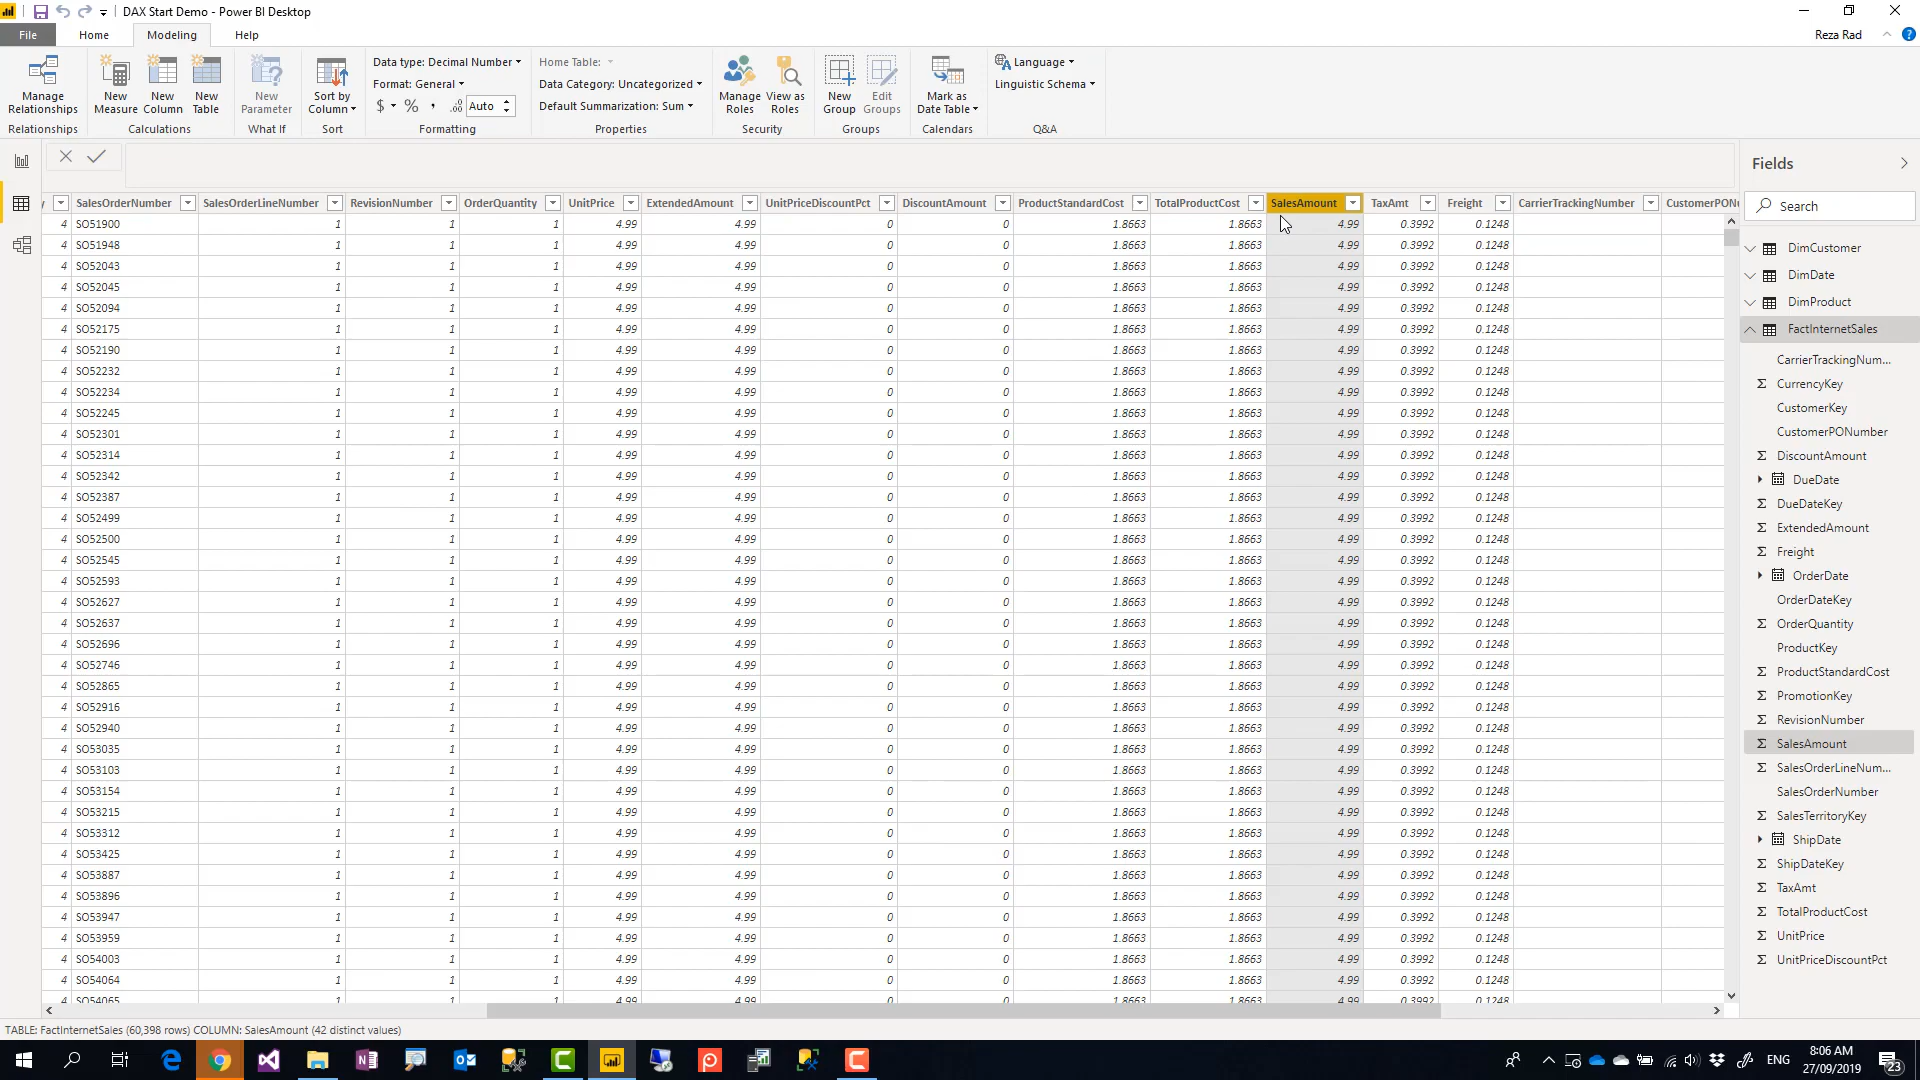 DAX Start Demo - Power BI Desktop
File Home Modeling Help Reza Rad
Manage Relationships
Relationships
New Measure
New Column
New Table
Calculations
New Parameter
What If
Sort by Column
Sort
Data type: Decimal Number
Format: General
$ % , .00 Auto
Formatting
Home Table:
Data Category: Uncategorized
Default Summarization: Sum
Properties
Manage Roles
View as Roles
Security
New Group
Edit Groups
Groups
Mark as Date Table
Calendars
Language
Linguistic Schema
Q&A
y SalesOrderNumber SalesOrderLineNumber RevisionNumber OrderQuantity UnitPrice ExtendedAmount UnitPriceDiscountPct DiscountAmount ProductStandardCost TotalProductCost SalesAmount TaxAmt Freight CarrierTrackingNumber CustomerPONu
4 SO51900 1 1 1 4.99 4.99 0 0 1.8663 1.8663 4.99 0.3992 0.1248
4 SO51948 1 1 1 4.99 4.99 0 0 1.8663 1.8663 4.99 0.3992 0.1248
4 SO52043 1 1 1 4.99 4.99 0 0 1.8663 1.8663 4.99 0.3992 0.1248
4 SO52045 1 1 1 4.99 4.99 0 0 1.8663 1.8663 4.99 0.3992 0.1248
4 SO52094 1 1 1 4.99 4.99 0 0 1.8663 1.8663 4.99 0.3992 0.1248
4 SO52175 1 1 1 4.99 4.99 0 0 1.8663 1.8663 4.99 0.3992 0.1248
4 SO52190 1 1 1 4.99 4.99 0 0 1.8663 1.8663 4.99 0.3992 0.1248
4 SO52232 1 1 1 4.99 4.99 0 0 1.8663 1.8663 4.99 0.3992 0.1248
4 SO52234 1 1 1 4.99 4.99 0 0 1.8663 1.8663 4.99 0.3992 0.1248
4 SO52245 1 1 1 4.99 4.99 0 0 1.8663 1.8663 4.99 0.3992 0.1248
4 SO52301 1 1 1 4.99 4.99 0 0 1.8663 1.8663 4.99 0.3992 0.1248
4 SO52314 1 1 1 4.99 4.99 0 0 1.8663 1.8663 4.99 0.3992 0.1248
4 SO52342 1 1 1 4.99 4.99 0 0 1.8663 1.8663 4.99 0.3992 0.1248
4 SO52387 1 1 1 4.99 4.99 0 0 1.8663 1.8663 4.99 0.3992 0.1248
4 SO52499 1 1 1 4.99 4.99 0 0 1.8663 1.8663 4.99 0.3992 0.1248
4 SO52500 1 1 1 4.99 4.99 0 0 1.8663 1.8663 4.99 0.3992 0.1248
4 SO52545 1 1 1 4.99 4.99 0 0 1.8663 1.8663 4.99 0.3992 0.1248
4 SO52593 1 1 1 4.99 4.99 0 0 1.8663 1.8663 4.99 0.3992 0.1248
4 SO52627 1 1 1 4.99 4.99 0 0 1.8663 1.8663 4.99 0.3992 0.1248
4 SO52637 1 1 1 4.99 4.99 0 0 1.8663 1.8663 4.99 0.3992 0.1248
4 SO52696 1 1 1 4.99 4.99 0 0 1.8663 1.8663 4.99 0.3992 0.1248
4 SO52746 1 1 1 4.99 4.99 0 0 1.8663 1.8663 4.99 0.3992 0.1248
4 SO52865 1 1 1 4.99 4.99 0 0 1.8663 1.8663 4.99 0.3992 0.1248
4 SO52916 1 1 1 4.99 4.99 0 0 1.8663 1.8663 4.99 0.3992 0.1248
4 SO52940 1 1 1 4.99 4.99 0 0 1.8663 1.8663 4.99 0.3992 0.1248
4 SO53035 1 1 1 4.99 4.99 0 0 1.8663 1.8663 4.99 0.3992 0.1248
4 SO53103 1 1 1 4.99 4.99 0 0 1.8663 1.8663 4.99 0.3992 0.1248
4 SO53154 1 1 1 4.99 4.99 0 0 1.8663 1.8663 4.99 0.3992 0.1248
4 SO53215 1 1 1 4.99 4.99 0 0 1.8663 1.8663 4.99 0.3992 0.1248
4 SO53312 1 1 1 4.99 4.99 0 0 1.8663 1.8663 4.99 0.3992 0.1248
4 SO53425 1 1 1 4.99 4.99 0 0 1.8663 1.8663 4.99 0.3992 0.1248
4 SO53887 1 1 1 4.99 4.99 0 0 1.8663 1.8663 4.99 0.3992 0.1248
4 SO53896 1 1 1 4.99 4.99 0 0 1.8663 1.8663 4.99 0.3992 0.1248
4 SO53947 1 1 1 4.99 4.99 0 0 1.8663 1.8663 4.99 0.3992 0.1248
4 SO53959 1 1 1 4.99 4.99 0 0 1.8663 1.8663 4.99 0.3992 0.1248
4 SO54003 1 1 1 4.99 4.99 0 0 1.8663 1.8663 4.99 0.3992 0.1248
4 SO54064 1 1 1 4.99 4.99 0 0 1.8663 1.8663 4.99 0.3992 0.1248
4 SO54065 1 1 1 4.99 4.99 0 0 1.8663 1.8663 4.99 0.3992 0.1248
Fields
Search
DimCustomer
DimDate
DimProduct
FactInternetSales
CarrierTrackingNum...
CurrencyKey
CustomerKey
CustomerPONumber
DiscountAmount
DueDate
DueDateKey
ExtendedAmount
Freight
OrderDate
OrderDateKey
OrderQuantity
ProductKey
ProductStandardCost
PromotionKey
RevisionNumber
SalesAmount
SalesOrderLineNum...
SalesOrderNumber
SalesTerritoryKey
ShipDate
ShipDateKey
TaxAmt
TotalProductCost
UnitPrice
UnitPriceDiscountPct
TABLE: FactInternetSales (60,398 rows) COLUMN: SalesAmount (42 distinct values)
ENG
8:06 AM
27/09/2019
23